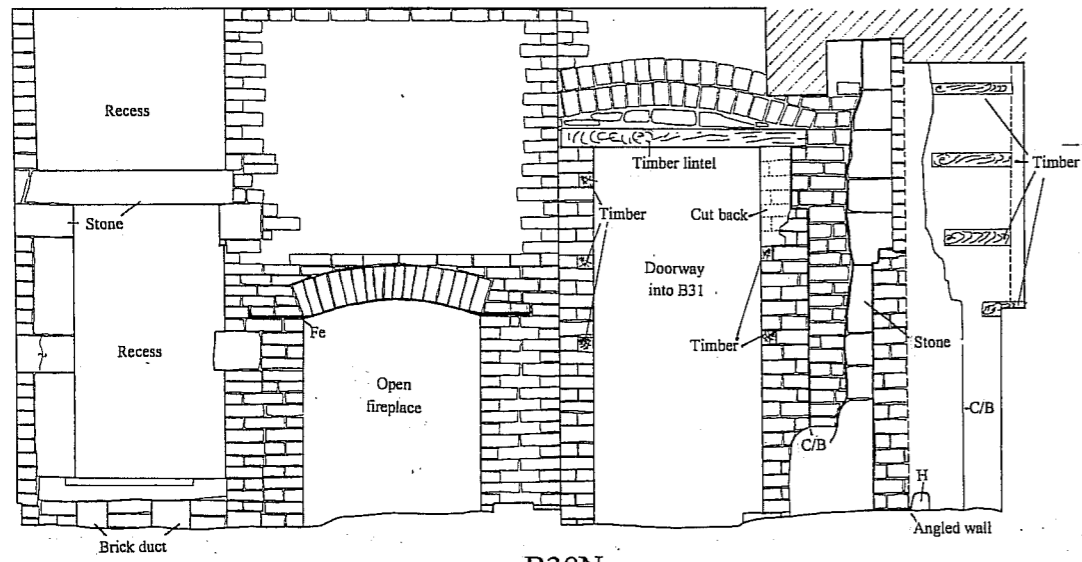 Recess
Timber
Timber lintel
Stone
Timber
Cut back
Doorway
into B31
Fe
Recess
Timber
Stone
Open
fireplace
C/B
C/B
H
Brick duct
Angled wall